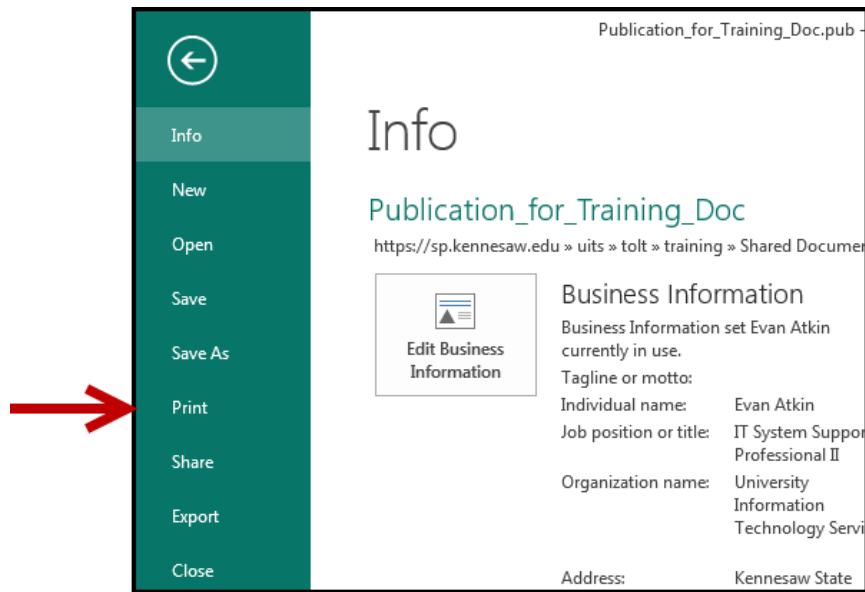 Publication_for_Training_Doc.pub -
Info
New
Open
Save
Save As
Print
Share
Export
Close
Info
Publication_for_Training_Doc
https://sp.kennesaw.edu » uits » tolt » training » Shared Documer
Edit Business
Information
Business Information
Business Information set Evan Atkin
currently in use.
Tagline or motto:
Individual name: Evan Atkin
Job position or title: IT System Suppor
Professional II
Organization name: University
Information
Technology Servi
Address: Kennesaw State